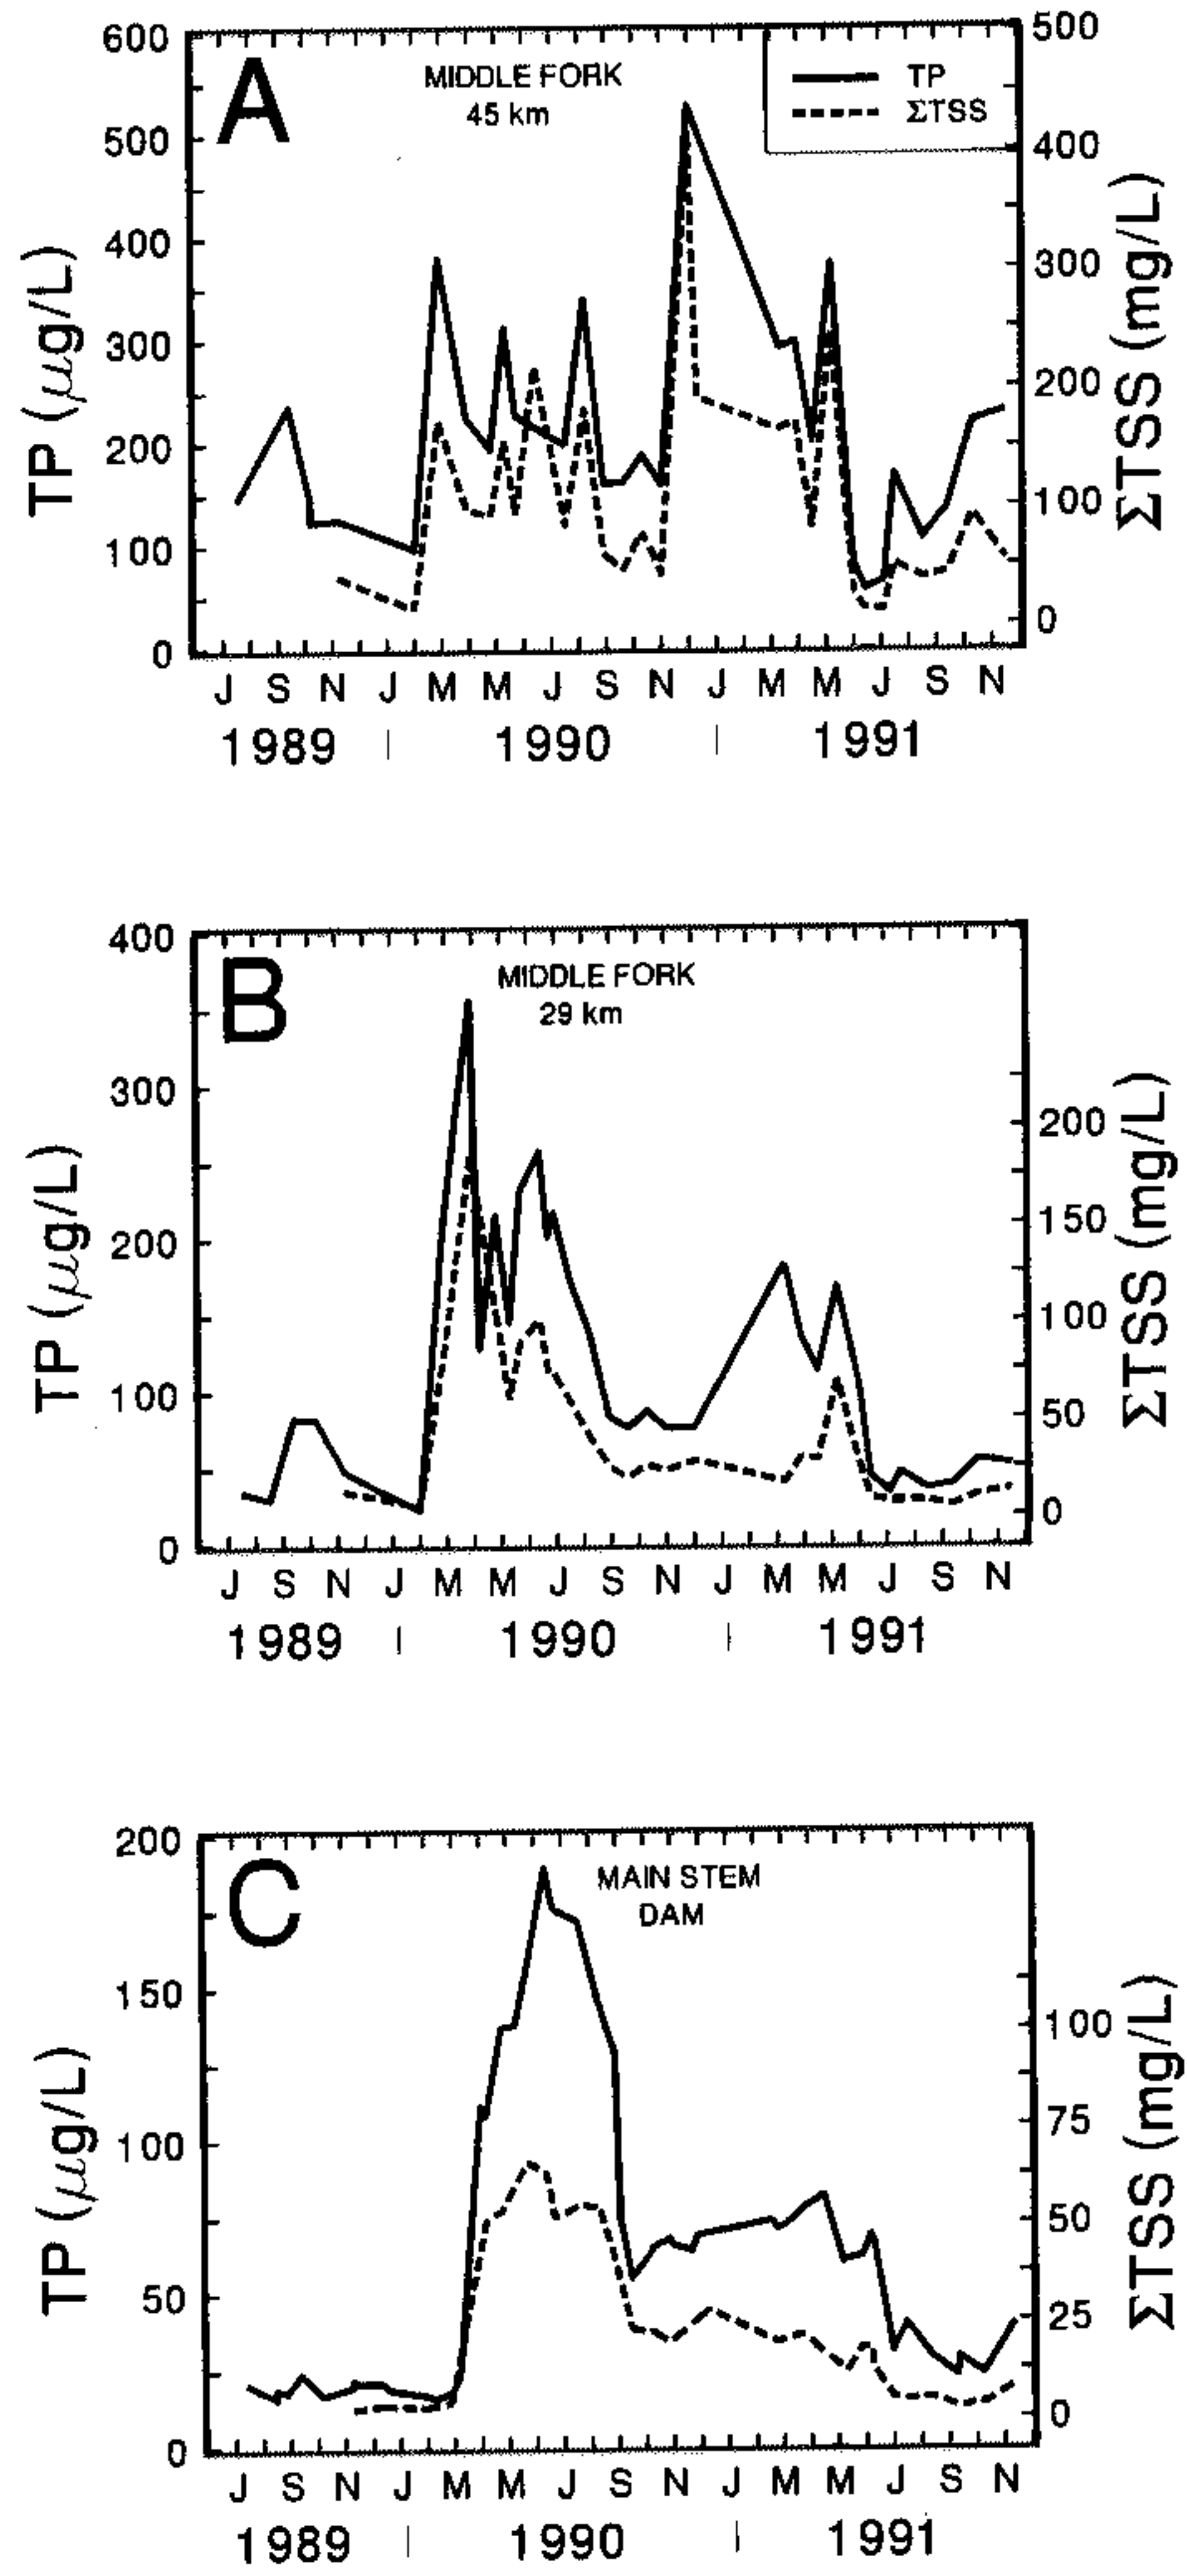 A
MIDDLE FORK
45 km
TP
ΣTSS
TP (μg/L)
600
500
400
300
200
100
0
ΣTSS (mg/L)
500
400
300
200
100
0
J S N J M M J S N J M M J S N
1989 | 1990 | 1991
B
MIDDLE FORK
29 km
TP (μg/L)
400
300
200
100
0
ΣTSS (mg/L)
200
150
100
50
0
J S N J M M J S N J M M J S N
1989 | 1990 | 1991
C
MAIN STEM
DAM
TP (μg/L)
200
150
100
50
0
ΣTSS (mg/L)
100
75
50
25
0
J S N J M M J S N J M M J S N
1989 | 1990 | 1991